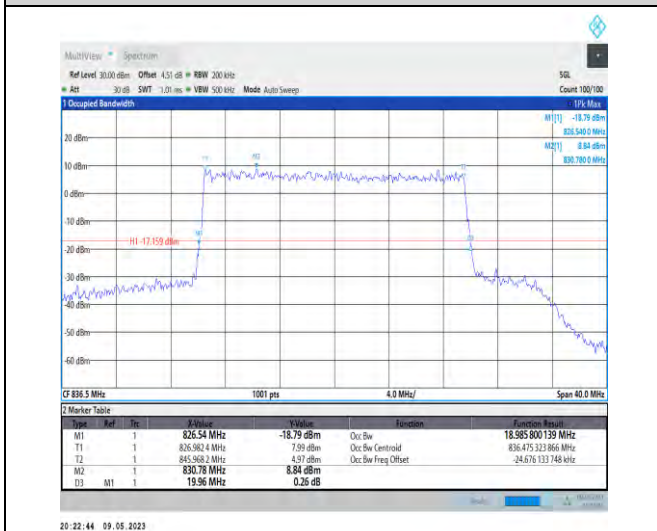 MultiView Spectrum
Ref Level 30.00 dBm Offset 4.51 dB RBW 200 kHz SGL
Att 30 dB SWT 1.01 ms VBW 500 kHz Mode Auto Sweep Count 100/100
1 Occupied Bandwidth 1Pk Max
M1[1] -18.79 dBm
826.5400 MHz
M2[1] 8.84 dBm
830.7800 MHz
20 dBm
10 dBm
0 dBm
-10 dBm
H1 -17.159 dBm
-20 dBm
-30 dBm
-40 dBm
-50 dBm
-60 dBm
T1
M2
T2
M1
D3
CF 836.5 MHz 1001 pts 4.0 MHz/ Span 40.0 MHz
2 Marker Table
Type Ref Trc X-Value Y-Value Function Function Result
M1 1 826.54 MHz -18.79 dBm Occ Bw 18.985 800 139 MHz
T1 1 826.982 4 MHz 7.99 dBm Occ Bw Centroid 836.475 323 866 MHz
T2 1 845.968 2 MHz 4.97 dBm Occ Bw Freq Offset -24.676 133 748 kHz
M2 1 830.78 MHz 8.84 dBm
D3 M1 1 19.96 MHz 0.26 dB
Ready
20:22:44 09.05.2023